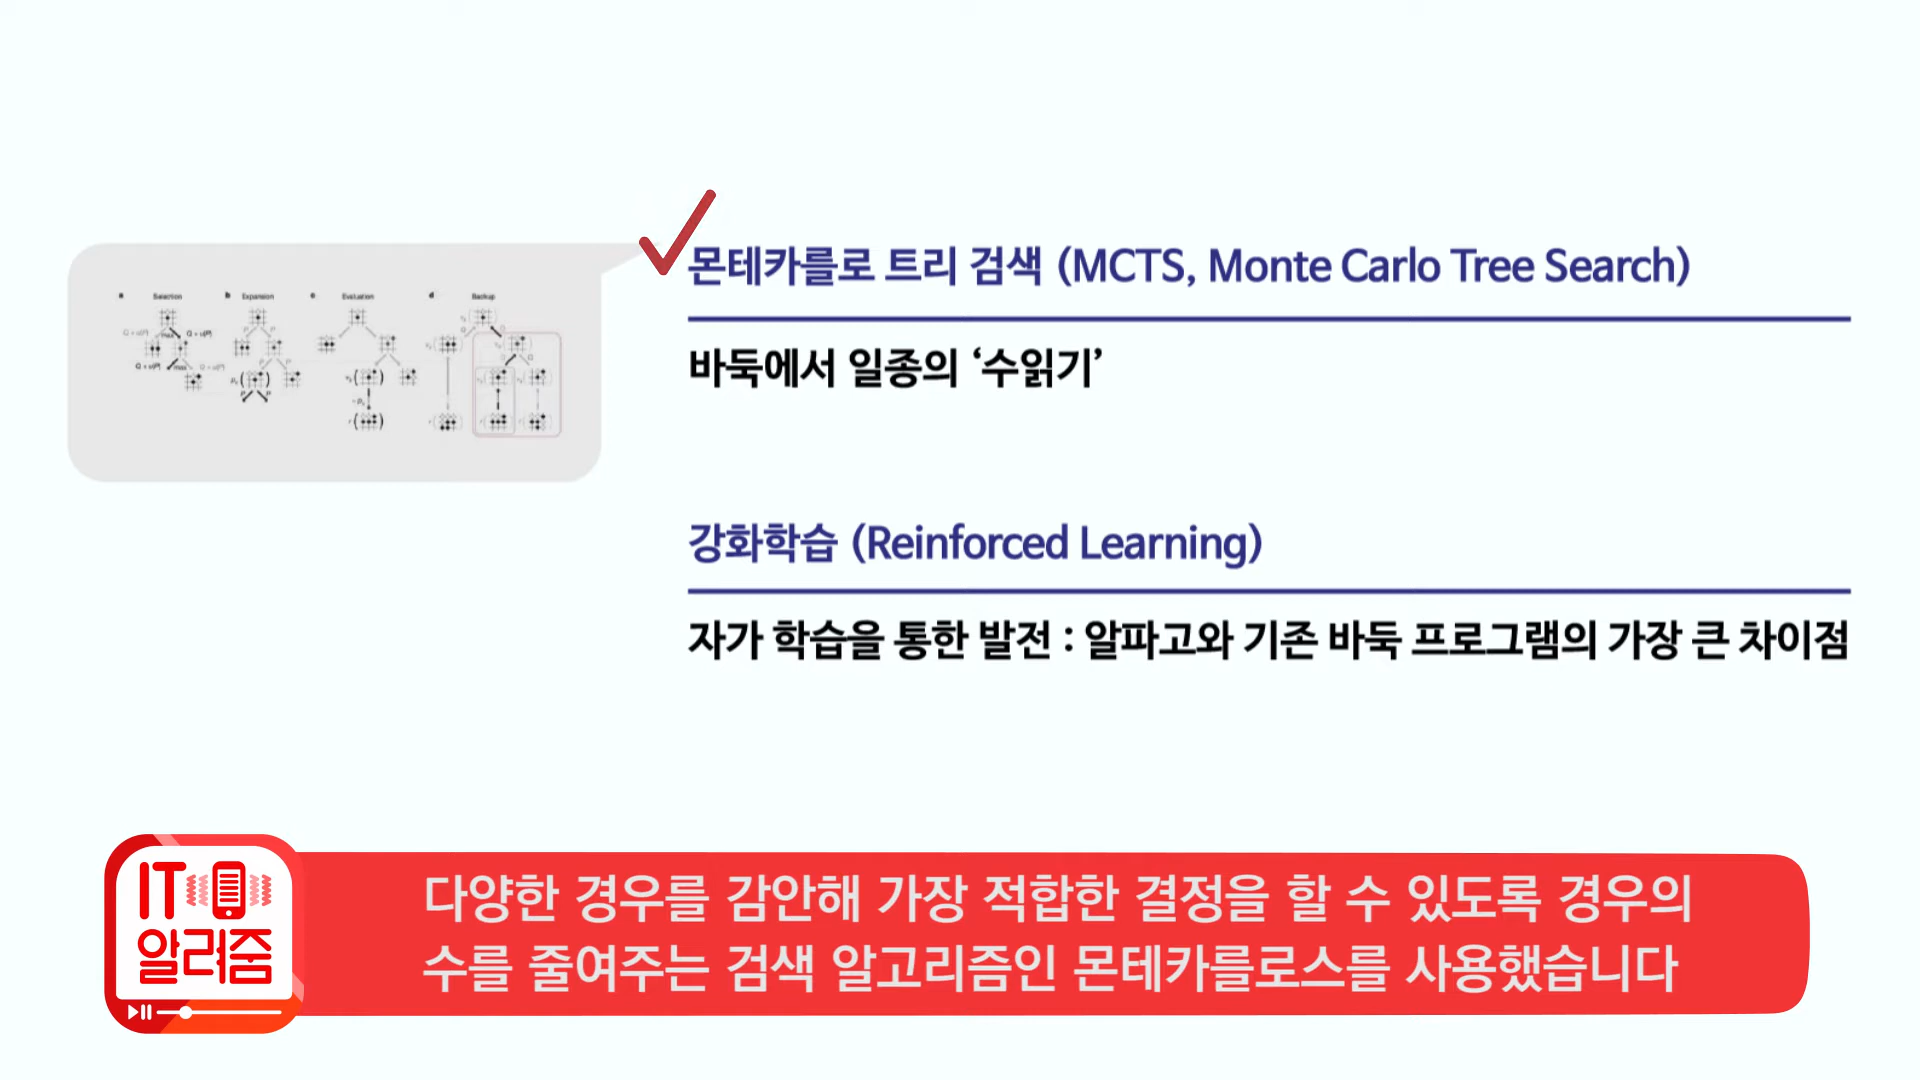 몬테카를로 트리 검색 (MCTS, Monte Carlo Tree Search)
바둑에서 일종의 ‘수읽기’
a Selection b Expansion c Evaluation d Backup
강화학습 (Reinforced Learning)
자가 학습을 통한 발전 : 알파고와 기존 바둑 프로그램의 가장 큰 차이점
IT
알려줌
다양한 경우를 감안해 가장 적합한 결정을 할 수 있도록 경우의
수를 줄여주는 검색 알고리즘인 몬테카를로스를 사용했습니다